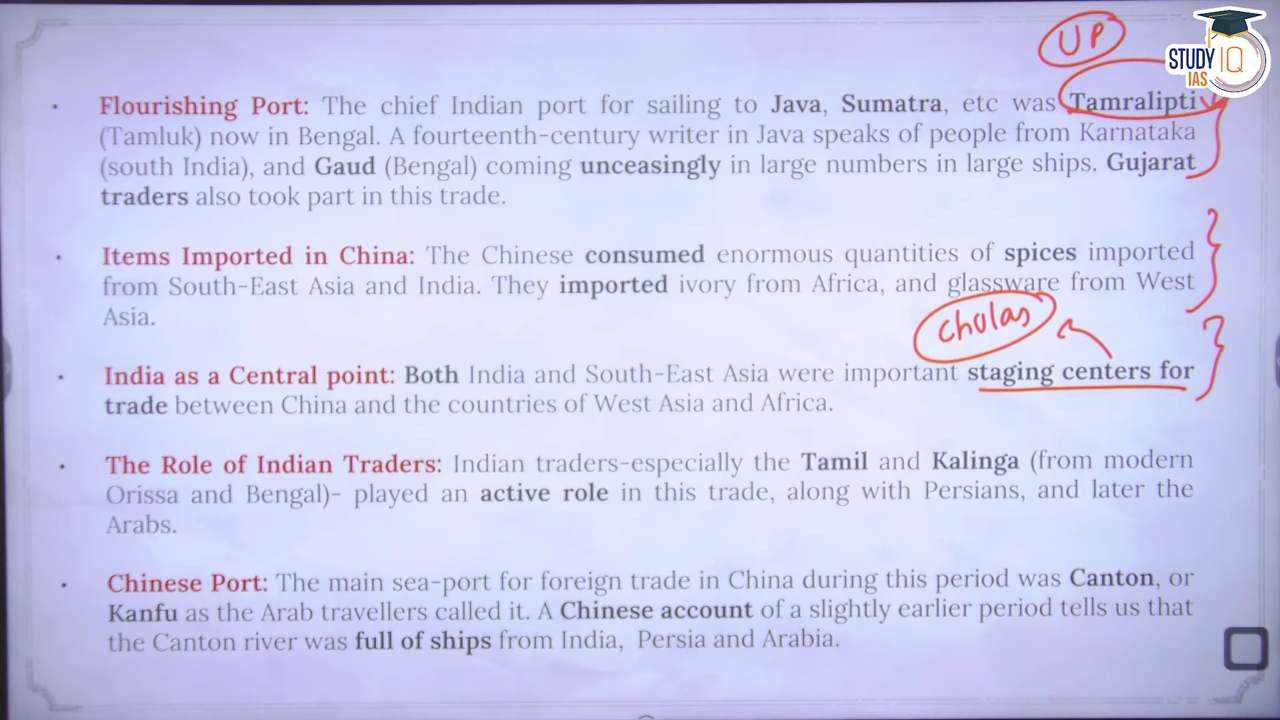 UP
STUDY IQ
IAS
• Flourishing Port: The chief Indian port for sailing to Java, Sumatra, etc was Tamralipti
(Tamluk) now in Bengal. A fourteenth-century writer in Java speaks of people from Karnataka
(south India), and Gaud (Bengal) coming unceasingly in large numbers in large ships. Gujarat
traders also took part in this trade.
• Items Imported in China: The Chinese consumed enormous quantities of spices imported
from South-East Asia and India. They imported ivory from Africa, and glassware from West
Asia.
Cholas
• India as a Central point: Both India and South-East Asia were important staging centers for
trade between China and the countries of West Asia and Africa.
• The Role of Indian Traders: Indian traders-especially the Tamil and Kalinga (from modern
Orissa and Bengal)- played an active role in this trade, along with Persians, and later the
Arabs.
• Chinese Port: The main sea-port for foreign trade in China during this period was Canton, or
Kanfu as the Arab travellers called it. A Chinese account of a slightly earlier period tells us that
the Canton river was full of ships from India, Persia and Arabia.